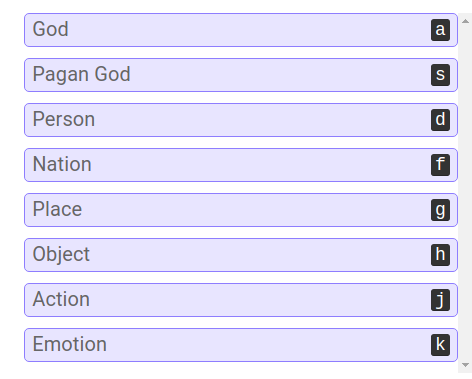 God a
Pagan God s
Person d
Nation f
Place g
Object h
Action j
Emotion k